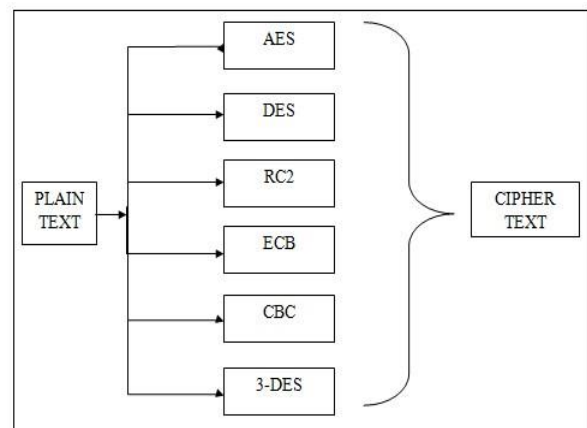 AES
DES
RC2
PLAIN
TEXT
ECB
CBC
3-DES
CIPHER
TEXT